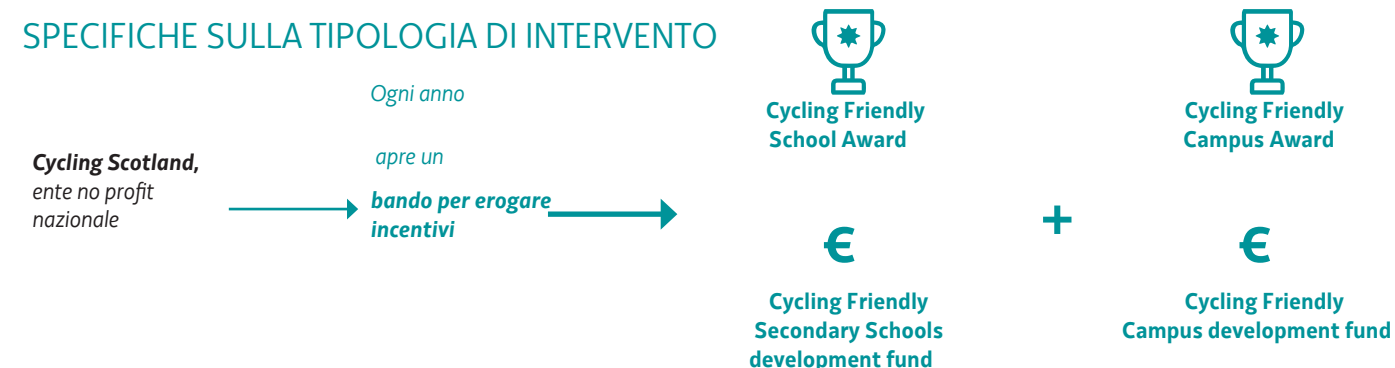 SPECIFICHE SULLA TIPOLOGIA DI INTERVENTO
Cycling Scotland,
ente no profit
nazionale
Ogni anno
apre un
bando per erogare
incentivi
Cycling Friendly
School Award
€
Cycling Friendly
Secondary Schools
development fund
+
Cycling Friendly
Campus Award
€
Cycling Friendly
Campus development fund